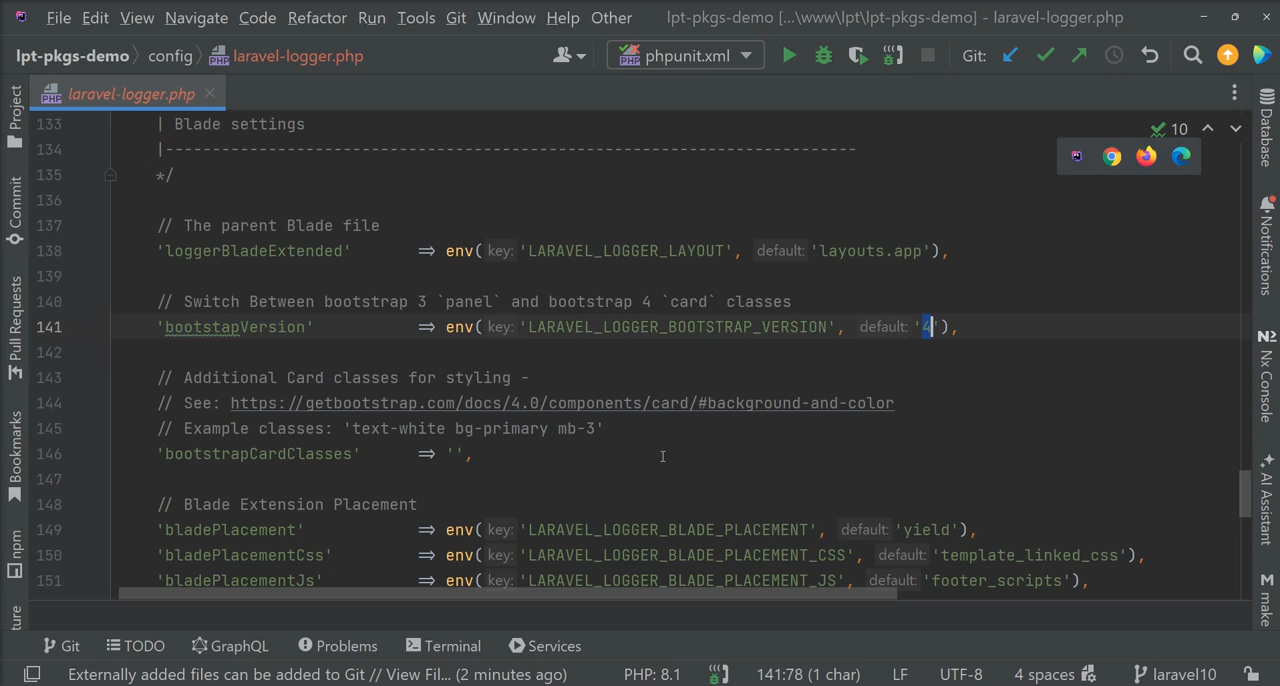 File Edit View Navigate Code Refactor Run Tools Git Window Help Other lpt-pkgs-demo [...\www\lpt\lpt-pkgs-demo] - laravel-logger.php
lpt-pkgs-demo config laravel-logger.php phpunit.xml Git:
laravel-logger.php
133 | Blade settings
10
134 |--------------------------------------------------------------------------
135 */
136
137 // The parent Blade file
138 'loggerBladeExtended' => env( key: 'LARAVEL_LOGGER_LAYOUT', default: 'layouts.app'),
139
140 // Switch Between bootstrap 3 `panel` and bootstrap 4 `card` classes
141 'bootstapVersion' => env( key: 'LARAVEL_LOGGER_BOOTSTRAP_VERSION', default: '4'),
142
143 // Additional Card classes for styling -
144 // See: https://getbootstrap.com/docs/4.0/components/card/#background-and-color
145 // Example classes: 'text-white bg-primary mb-3'
146 'bootstrapCardClasses' => '',
147
148 // Blade Extension Placement
149 'bladePlacement' => env( key: 'LARAVEL_LOGGER_BLADE_PLACEMENT', default: 'yield'),
150 'bladePlacementCss' => env( key: 'LARAVEL_LOGGER_BLADE_PLACEMENT_CSS', default: 'template_linked_css'),
151 'bladePlacementJs' => env( key: 'LARAVEL_LOGGER_BLADE_PLACEMENT_JS', default: 'footer_scripts'),
Project
Commit
Pull Requests
Bookmarks
npm
ture
Database
Notifications
Nx Console
AI Assistant
M make
Git TODO GraphQL Problems Terminal Services
Externally added files can be added to Git // View Fil... (2 minutes ago) PHP: 8.1 141:78 (1 char) LF UTF-8 4 spaces laravel10